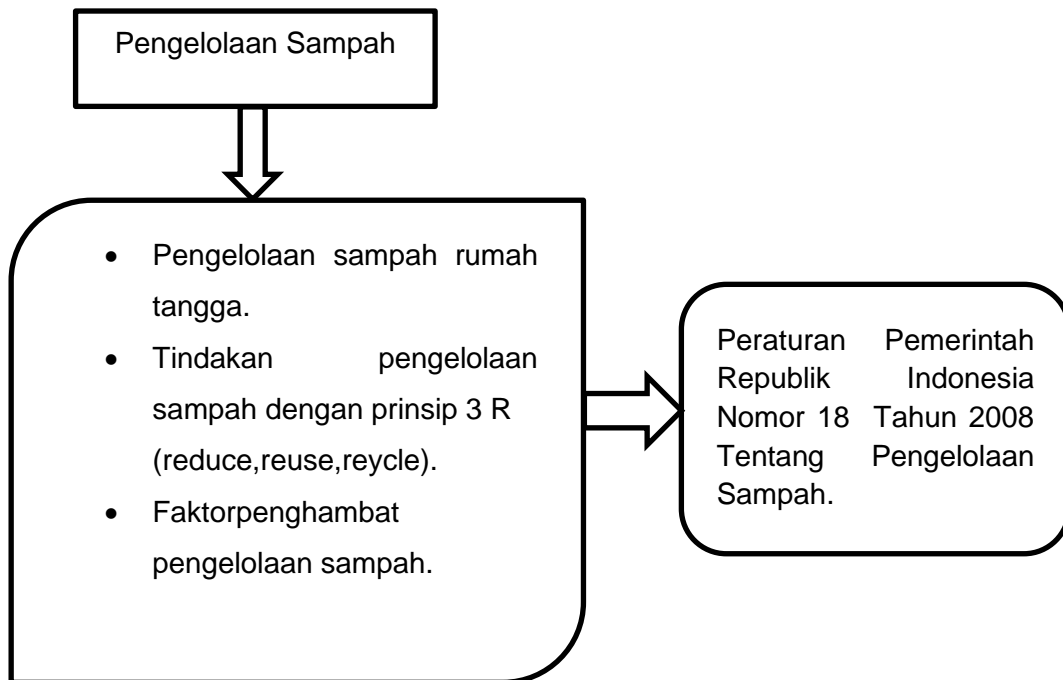 Pengelolaan Sampah
• Pengelolaan sampah rumah
tangga.
• Tindakan pengelolaan
sampah dengan prinsip 3 R
(reduce,reuse,reycle).
• Faktorpenghambat
pengelolaan sampah.
Peraturan Pemerintah
Republik Indonesia
Nomor 18 Tahun 2008
Tentang Pengelolaan
Sampah.